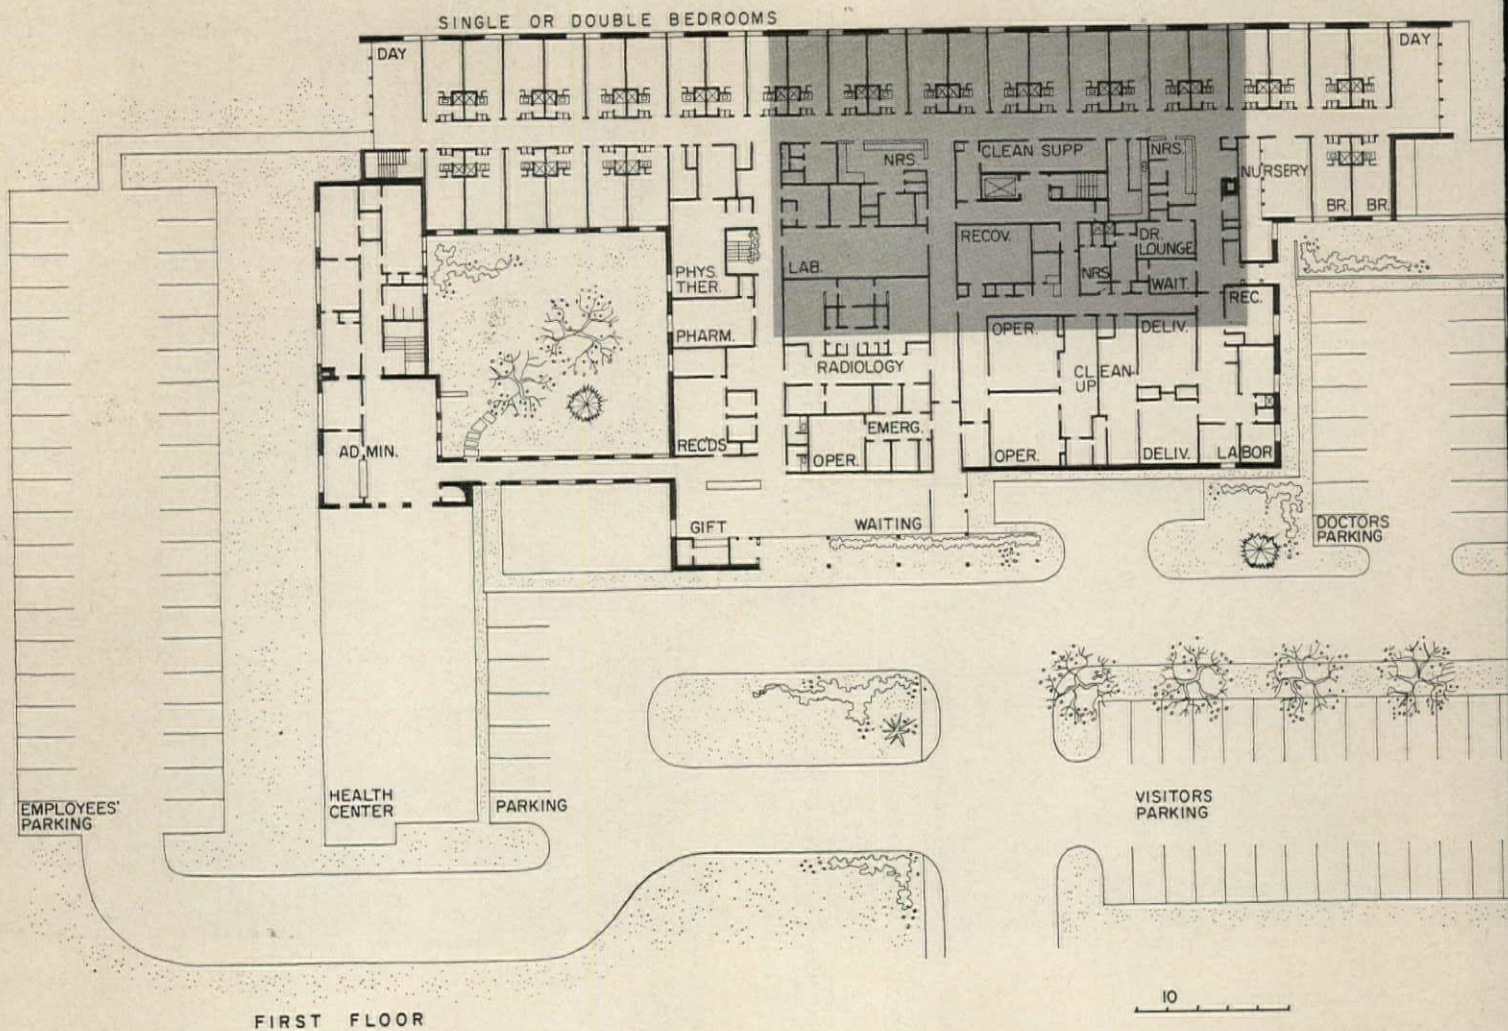 SINGLE OR DOUBLE BEDROOMS
DAY
DAY
NRS.
CLEAN SUPP.
NRS.
NURSERY
BR.
BR.
PHYS.
THER.
LAB.
RECOV.
NRS.
DR.
LOUNGE
WAIT.
REC.
PHARM.
OPER.
DELIV.
RADIOLOGY
CLEAN-
UP
AD MIN.
REC'DS
EMERG.
OPER.
OPER.
DELIV.
LABOR
GIFT
WAITING
DOCTORS
PARKING
EMPLOYEES'
PARKING
HEALTH
CENTER
PARKING
VISITORS
PARKING
FIRST FLOOR
10